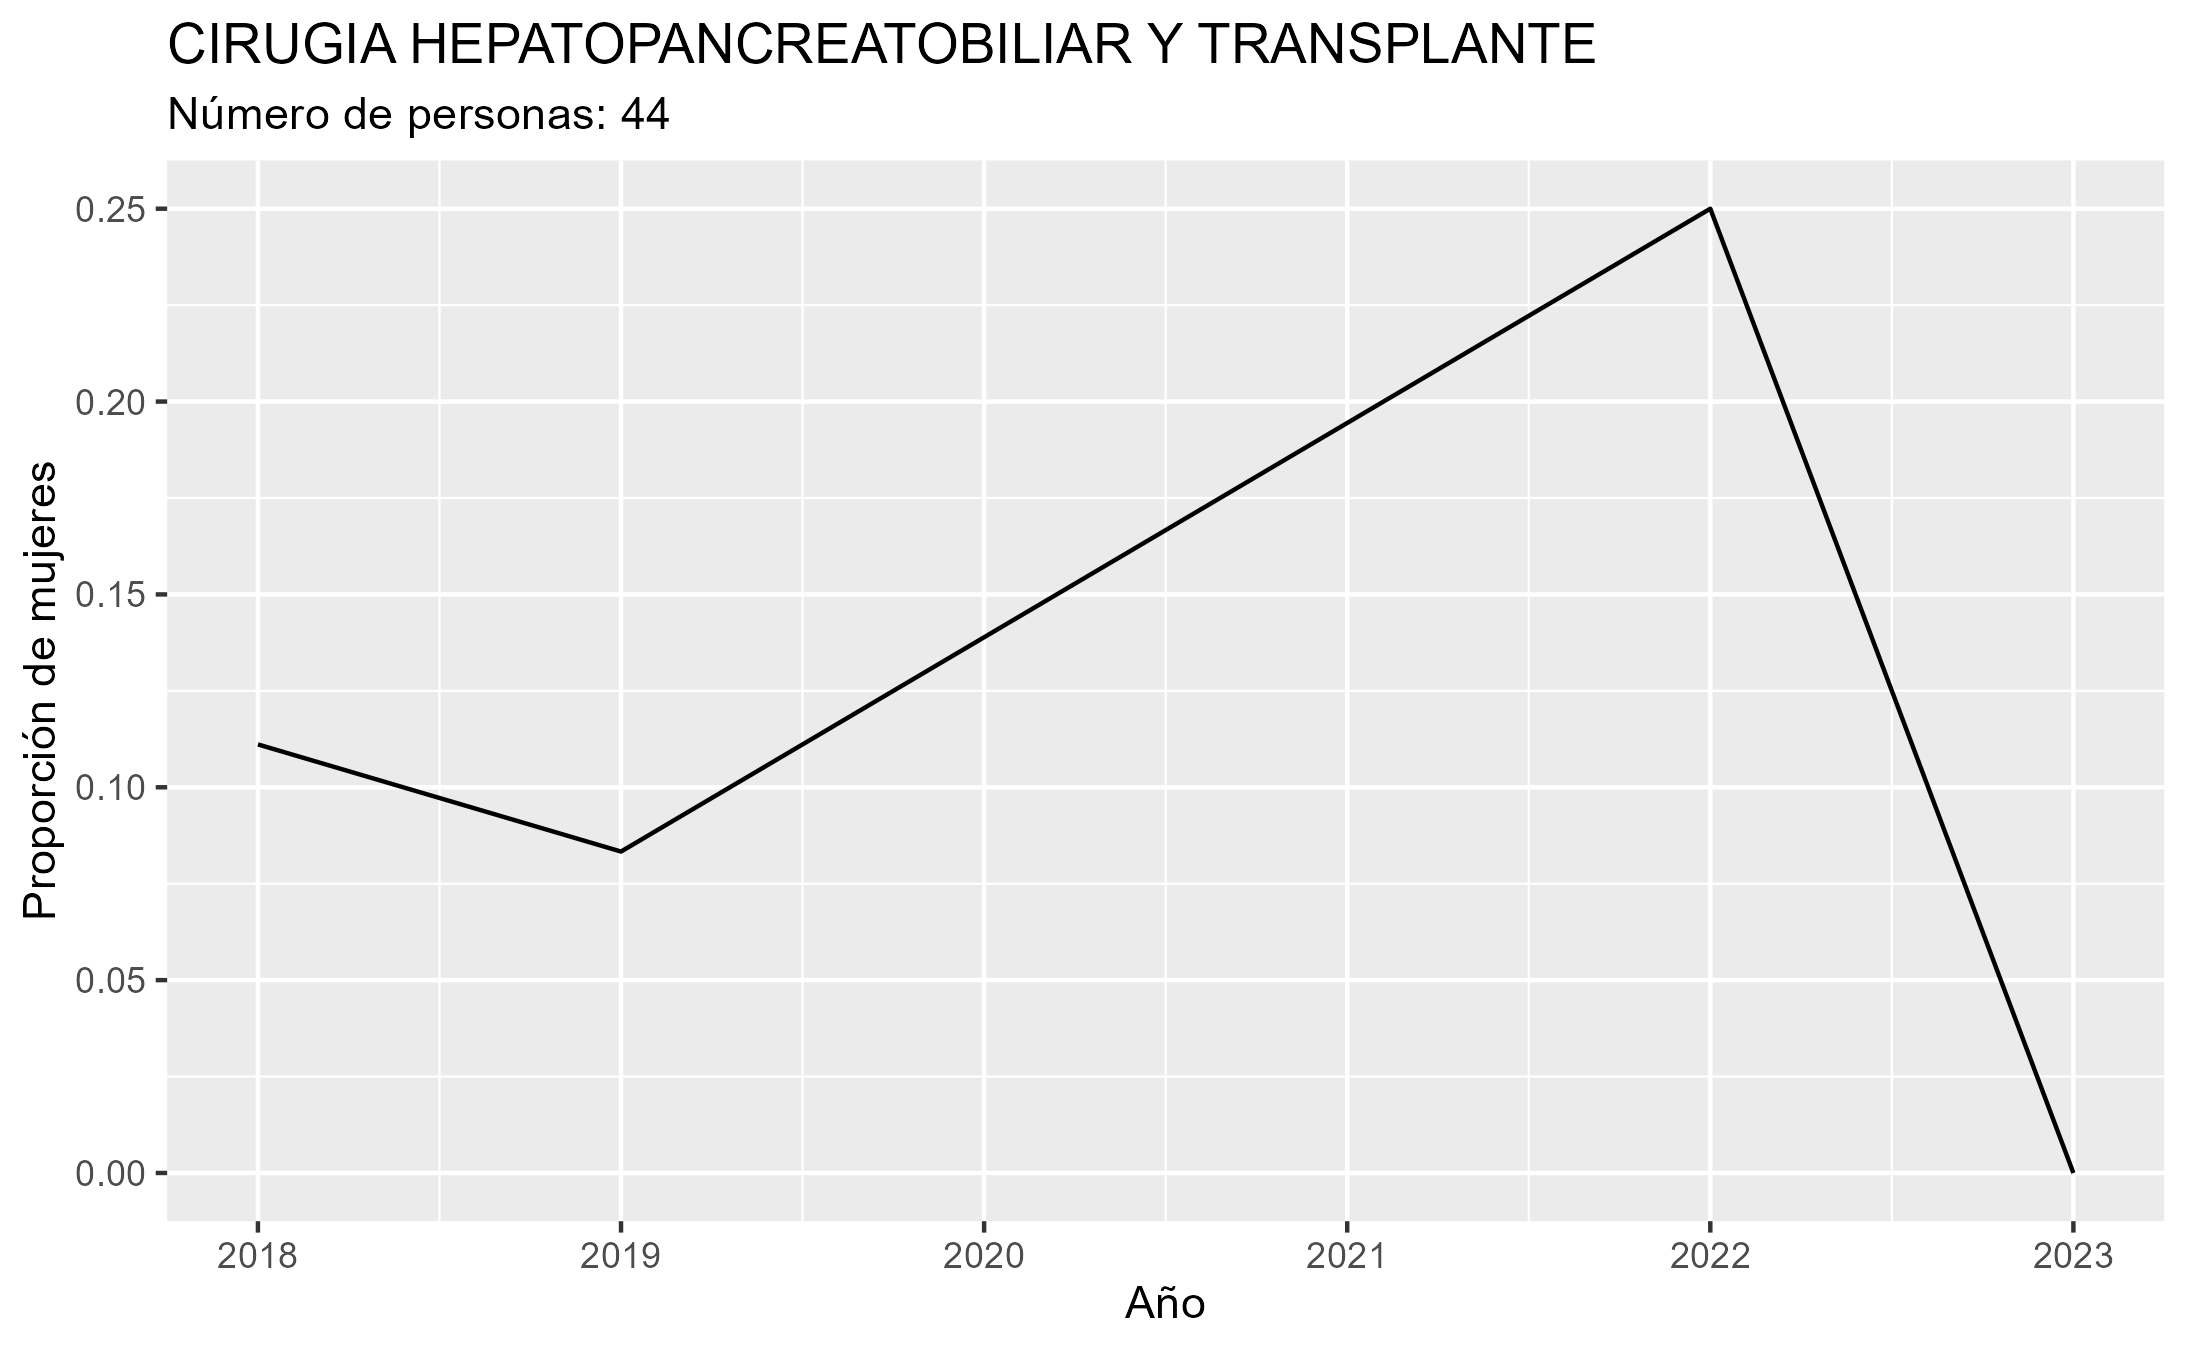 CIRUGIA HEPATOPANCREATOBILIAR Y TRANSPLANTE
Número de personas: 44
Proporción de mujeres
0.25
0.20
0.15
0.10
0.05
0.00
2018 2019 2020 2021 2022 2023
Año